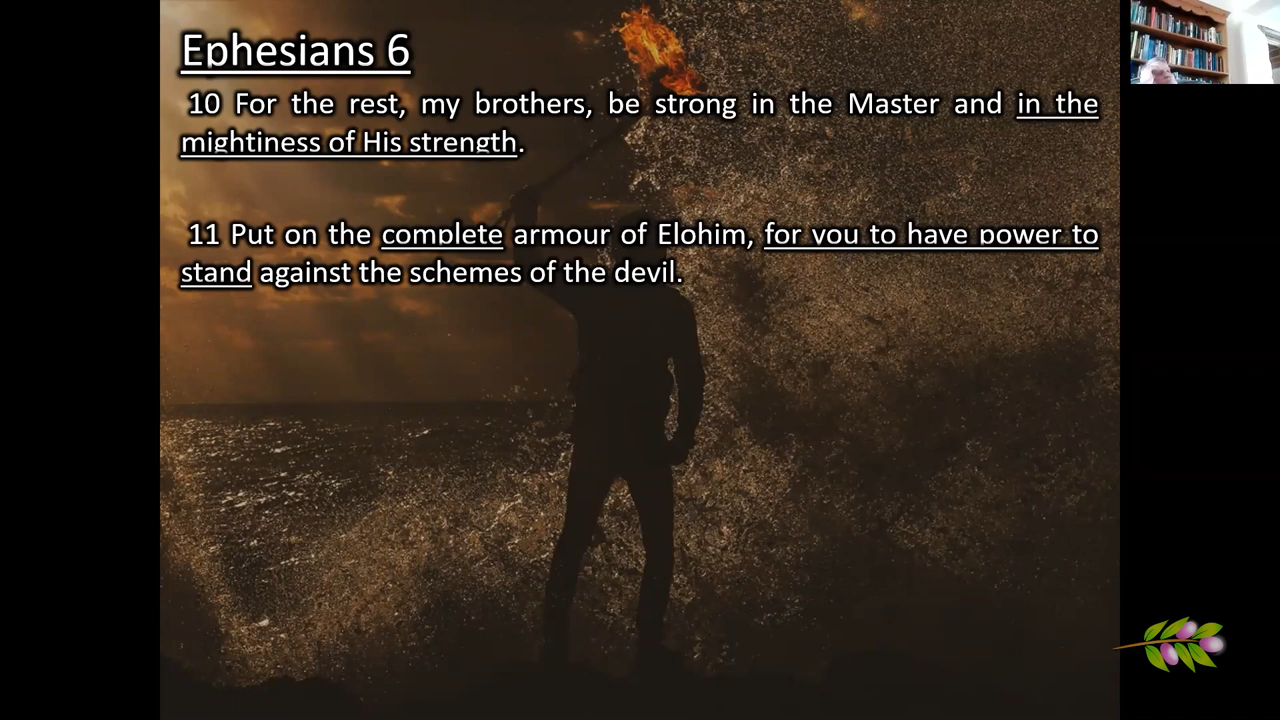 Ephesians 6
10 For the rest, my brothers, be strong in the Master and in the
mightiness of His strength.
11 Put on the complete armour of Elohim, for you to have power to
stand against the schemes of the devil.